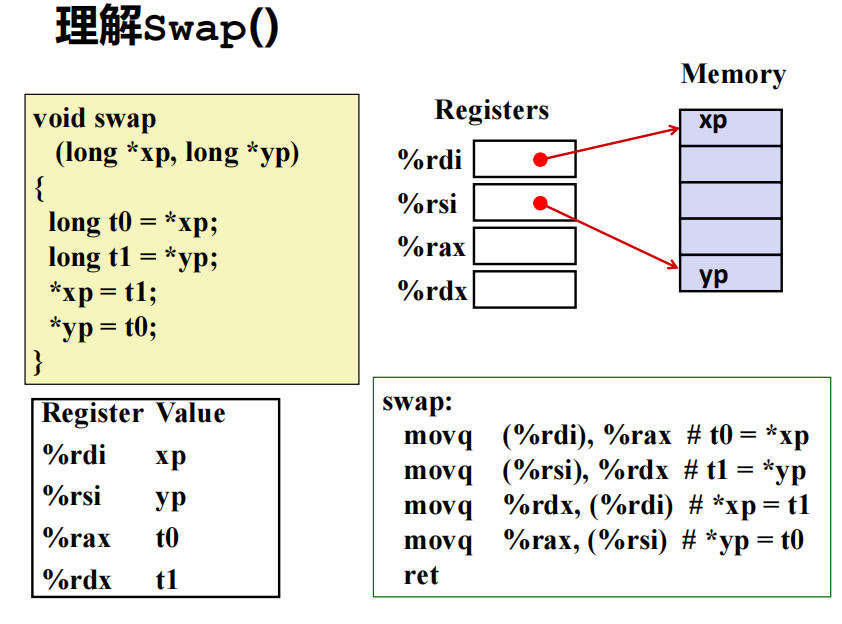 理解Swap()
void swap
(long *xp, long *yp)
{
long t0 = *xp;
long t1 = *yp;
*xp = t1;
*yp = t0;
}
Registers
%rdi
%rsi
%rax
%rdx
Memory
xp
yp
Register Value
%rdi xp
%rsi yp
%rax t0
%rdx t1
swap:
movq (%rdi), %rax # t0 = *xp
movq (%rsi), %rdx # t1 = *yp
movq %rdx, (%rdi) # *xp = t1
movq %rax, (%rsi) # *yp = t0
ret